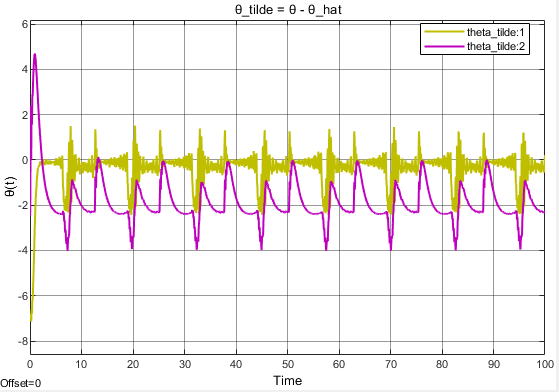 θ_tilde = θ - θ_hat
theta_tilde:1
theta_tilde:2
6
4
2
0
-2
-4
-6
-8
θ(t)
0 10 20 30 40 50 60 70 80 90 100
Time
Offset=0